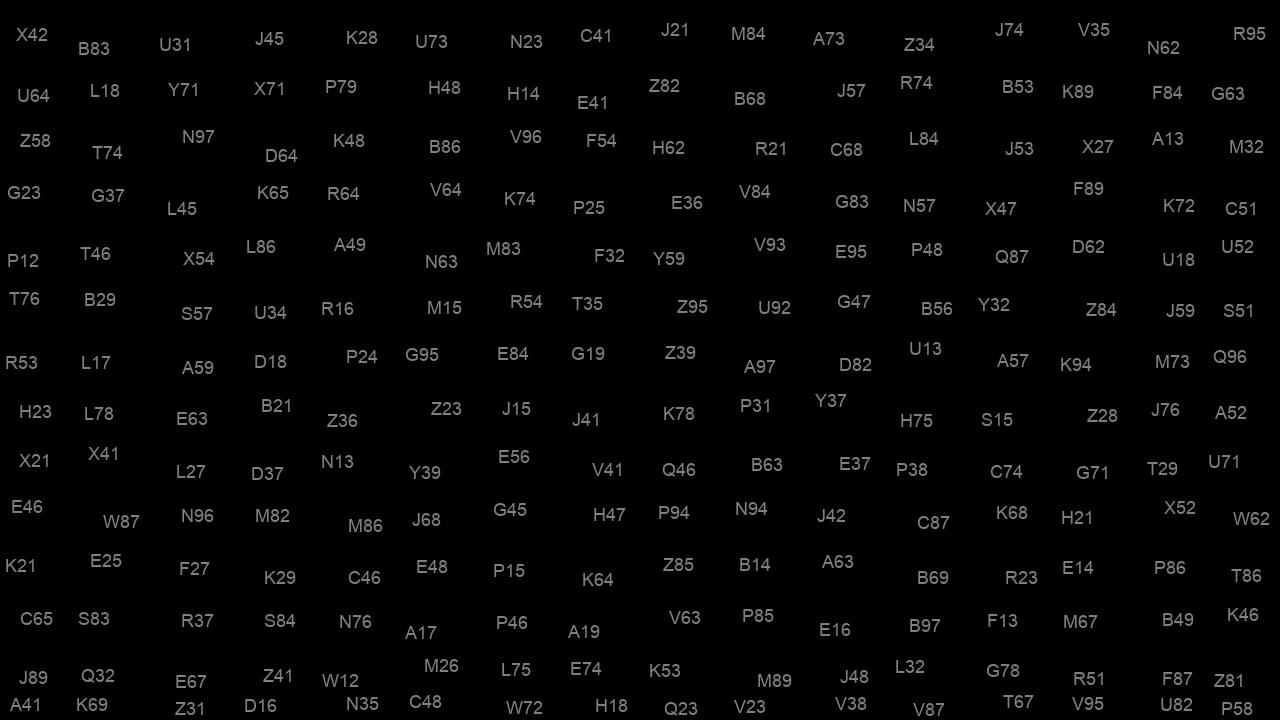 X42 B83 U31 J45 K28 U73 N23 C41 J21 M84 A73 Z34 J74 V35 N62 R95
U64 L18 Y71 X71 P79 H48 H14 E41 Z82 B68 J57 R74 B53 K89 F84 G63
Z58 T74 N97 D64 K48 B86 V96 F54 H62 R21 C68 L84 J53 X27 A13 M32
G23 G37 L45 K65 R64 V64 K74 P25 E36 V84 G83 N57 X47 F89 K72 C51
P12 T46 X54 L86 A49 N63 M83 F32 Y59 V93 E95 P48 Q87 D62 U18 U52
T76 B29 S57 U34 R16 M15 R54 T35 Z95 U92 G47 B56 Y32 Z84 J59 S51
R53 L17 A59 D18 P24 G95 E84 G19 Z39 A97 D82 U13 A57 K94 M73 Q96
H23 L78 E63 B21 Z36 Z23 J15 J41 K78 P31 Y37 H75 S15 Z28 J76 A52
X21 X41 L27 D37 N13 Y39 E56 V41 Q46 B63 E37 P38 C74 G71 T29 U71
E46 W87 N96 M82 M86 J68 G45 H47 P94 N94 J42 C87 K68 H21 X52 W62
K21 E25 F27 K29 C46 E48 P15 K64 Z85 B14 A63 B69 R23 E14 P86 T86
C65 S83 R37 S84 N76 A17 P46 A19 V63 P85 E16 B97 F13 M67 B49 K46
J89 Q32 E67 Z41 W12 M26 L75 E74 K53 M89 J48 L32 G78 R51 F87 Z81
A41 K69 Z31 D16 N35 C48 W72 H18 Q23 V23 V38 V87 T67 V95 U82 P58